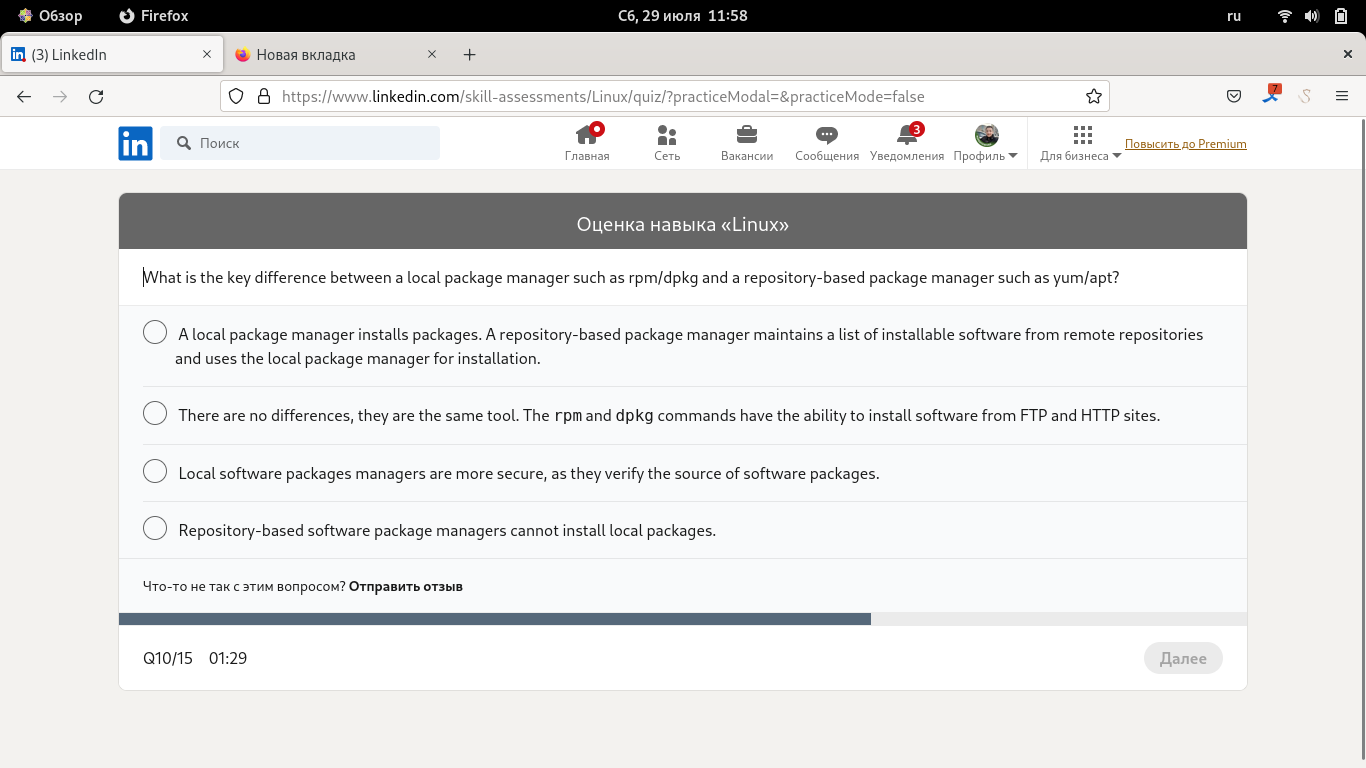 Обзор
Firefox
Сб, 29 июля 11:58
ru
(3) LinkedIn
Новая вкладка
https://www.linkedin.com/skill-assessments/Linux/quiz/?practiceModal=&practiceMode=false
7
in
Поиск
Главная
Сеть
Вакансии
Сообщения
3
Уведомления
Профиль
Для бизнеса
Повысить до Premium
Оценка навыка «Linux»
What is the key difference between a local package manager such as rpm/dpkg and a repository-based package manager such as yum/apt?
A local package manager installs packages. A repository-based package manager maintains a list of installable software from remote repositories
and uses the local package manager for installation.
There are no differences, they are the same tool. The rpm and dpkg commands have the ability to install software from FTP and HTTP sites.
Local software packages managers are more secure, as they verify the source of software packages.
Repository-based software package managers cannot install local packages.
Что-то не так с этим вопросом? Отправить отзыв
Q10/15 01:29
Далее